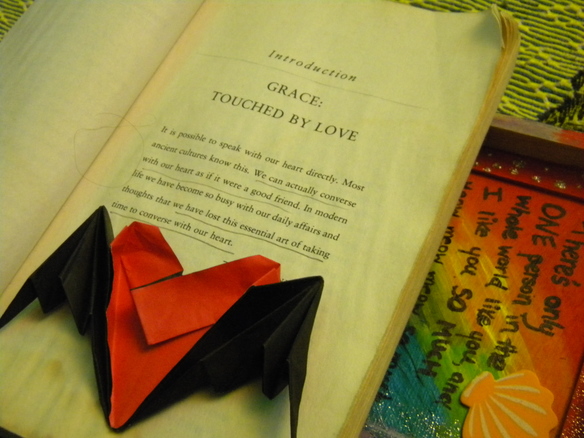 Introduction
GRACE:
TOUCHED BY LOVE
It is possible to speak with our heart directly. Most
ancient cultures know this. We can actually converse
with our heart as if it were a good friend. In modern
life we have become so busy with our daily affairs and
thoughts that we have lost this essential art of taking
time to converse with our heart.
There's only
ONE person in the
whole world like you, and
I like you SO MUCH